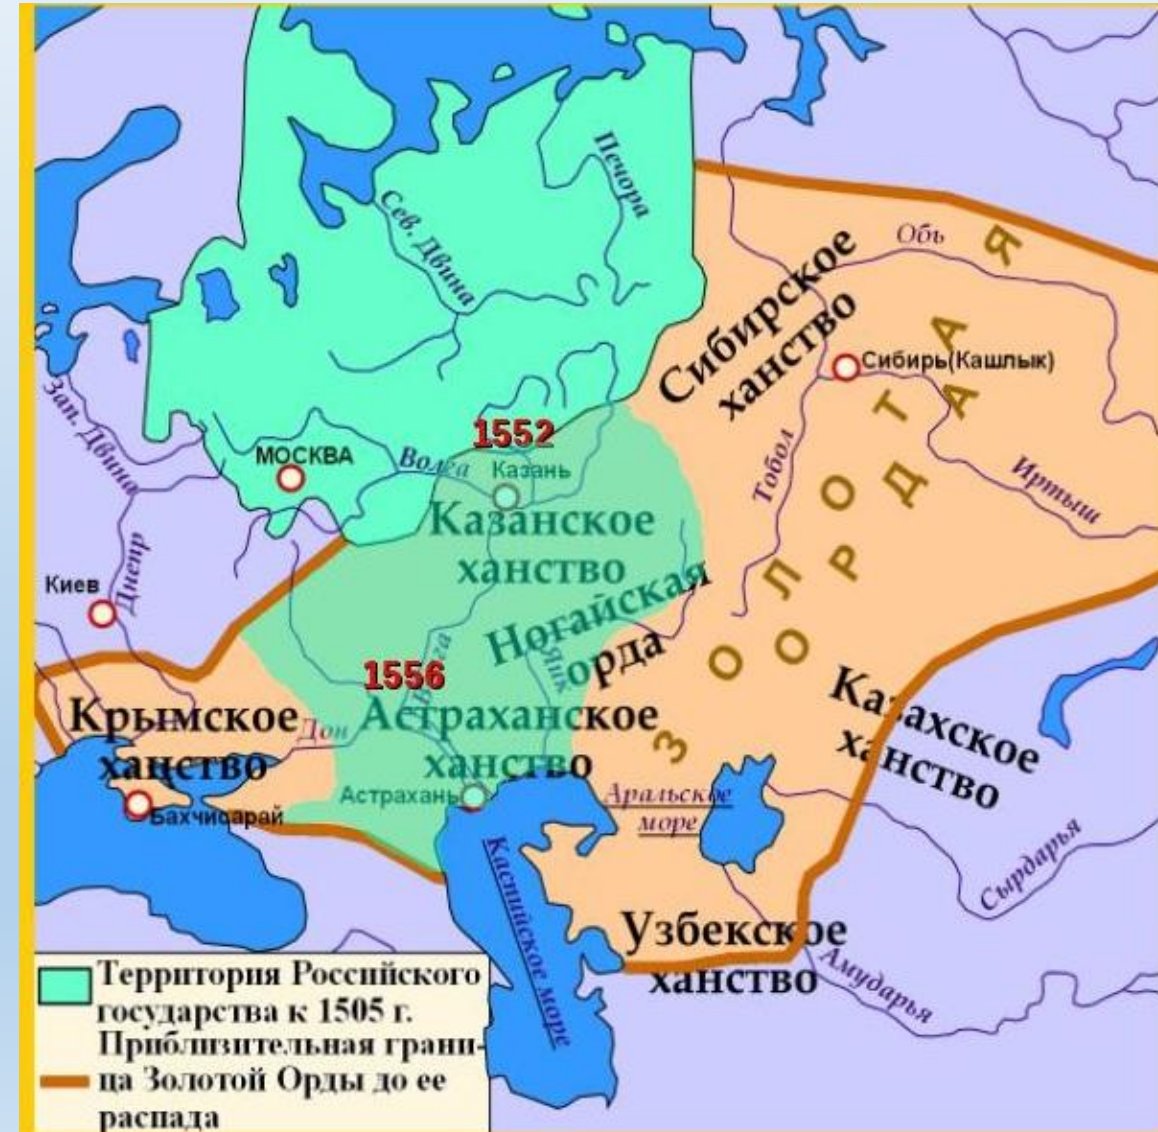 Печора
Сев. Двина
Обь
Сибирское
ханство
Сибирь(Кашлык)
ЗОЛОТАЯ
ОРДА
Зап. Двина
1552
МОСКВА
Волга
Казань
Тобол
Иртыш
Казанское
ханство
Днепр
Киев
Ногайская
орда
Волга
Яик
1556
Крымское
ханство
Дон
Астраханское
ханство
Казахское
ханство
Астрахань
Бахчисарай
Аральское
море
Каспийское море
Сырдарья
Узбекское
ханство
Амударья
Территория Российского
государства к 1505 г.
Приблизительная грани-
ца Золотой Орды до ее
распада